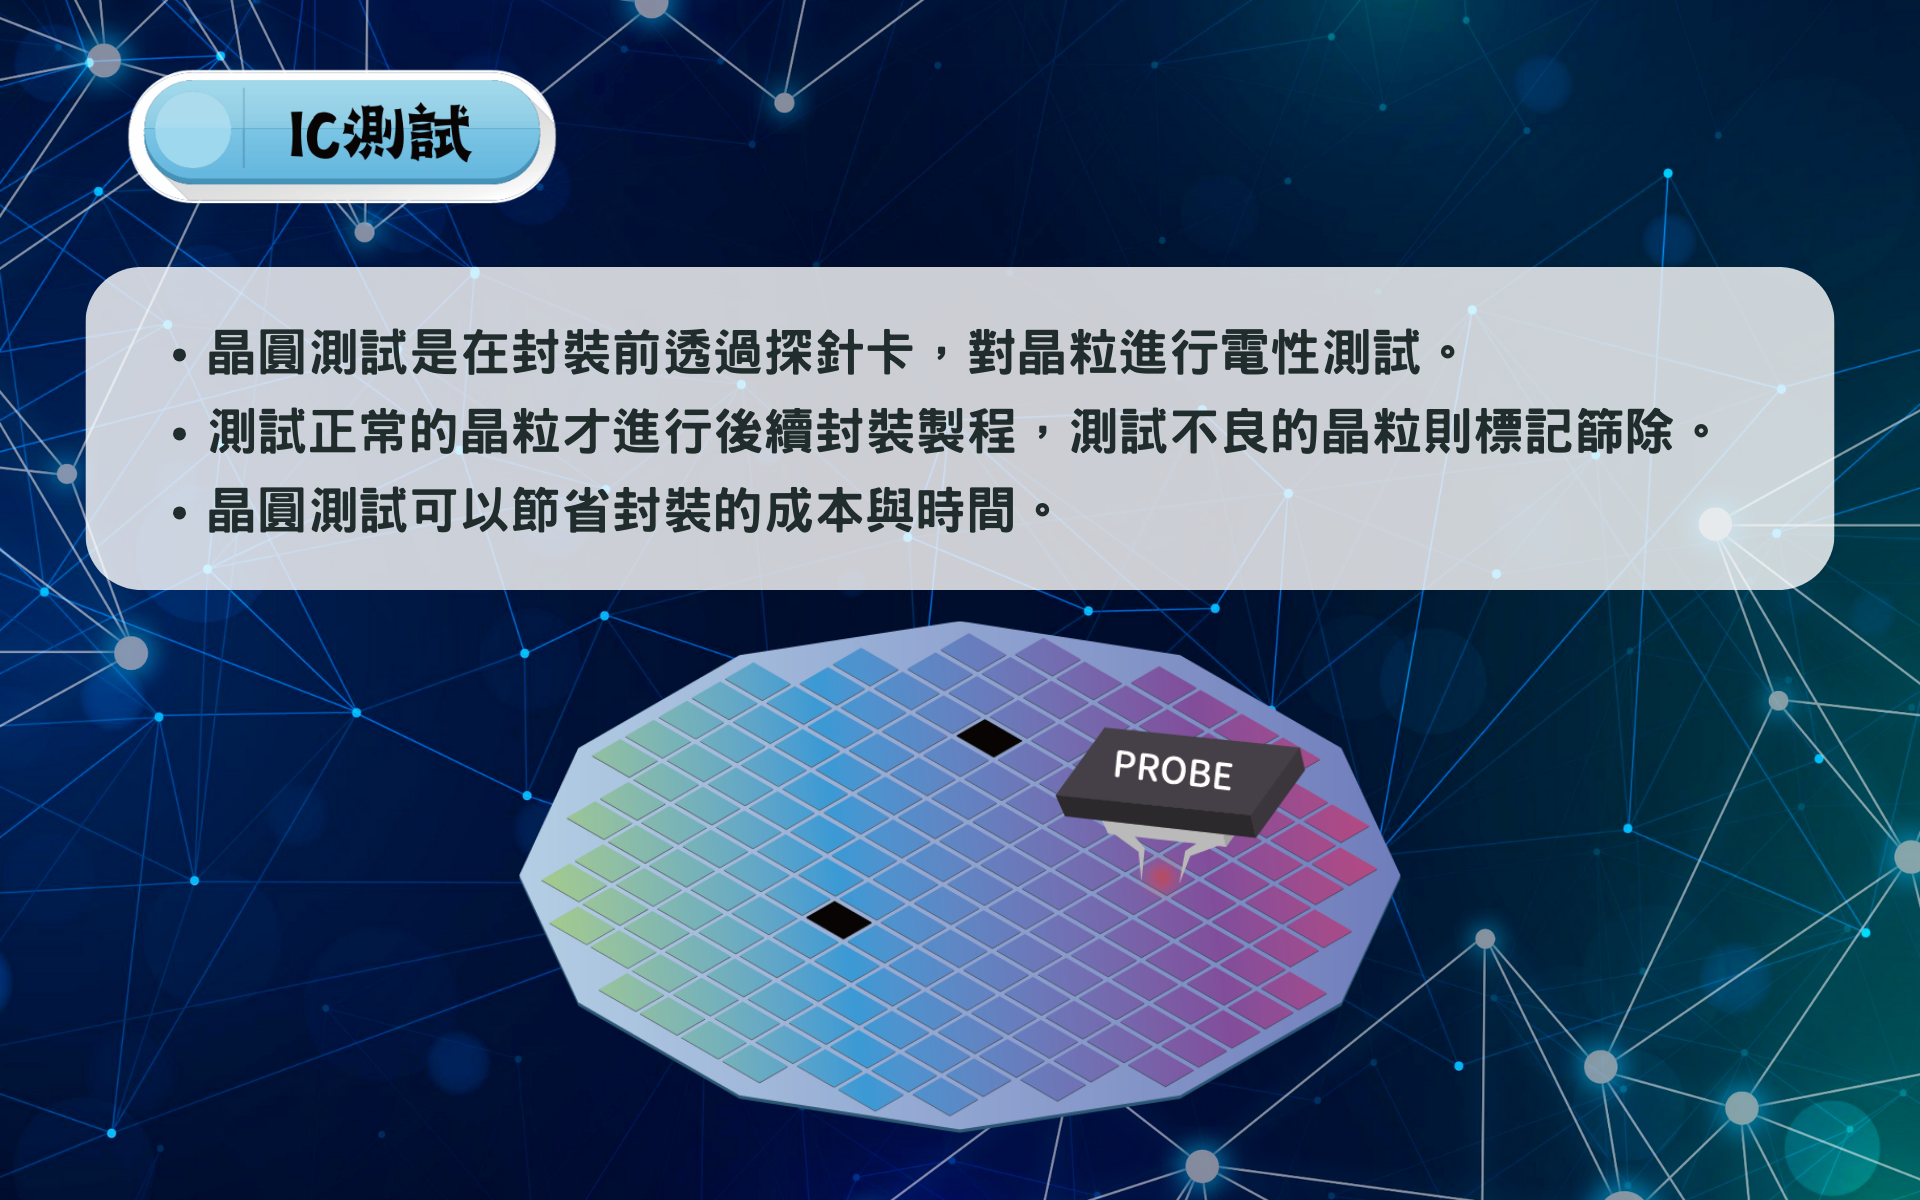 IC測試
• 晶圓測試是在封裝前透過探針卡，對晶粒進行電性測試。
• 測試正常的晶粒才進行後續封裝製程，測試不良的晶粒則標記篩除。
• 晶圓測試可以節省封裝的成本與時間。
PROBE